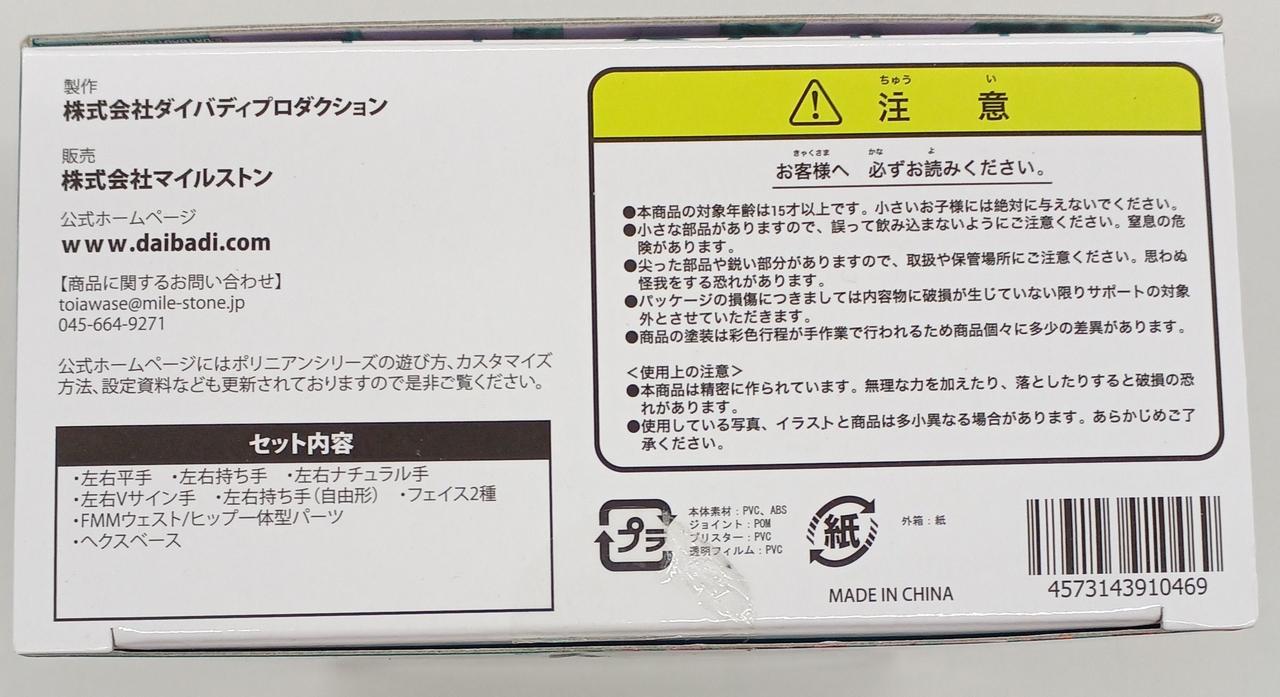 製作
株式会社ダイバディプロダクション
販売
株式会社マイルストン
公式ホームページ
www.daibadi.com
【商品に関するお問い合わせ】
toiawase@mile-stone.jp
045-664-9271
公式ホームページにはポリニアンシリーズの遊び方、カスタマイズ
方法、設定資料なども更新されておりますので是非ご覧ください。
セット内容
・左右平手 ・左右持ち手 ・左右ナチュラル手
・左右Vサイン手 ・左右持ち手(自由形) ・フェイス2種
・FMMウェスト/ヒップ一体型パーツ
・ヘクスベース
ちゅう い
注 意
きゃくさま かな よ
お客様へ 必ずお読みください。
●本商品の対象年齢は15才以上です。小さいお子様には絶対に与えないでください。
●小さな部品がありますので、誤って飲み込まないようにご注意ください。窒息の危
険があります。
●尖った部品や鋭い部分がありますので、取扱や保管場所にご注意ください。思わぬ
怪我をする恐れがあります。
●パッケージの損傷につきましては内容物に破損が生じていない限りサポートの対象
外とさせていただきます。
●商品の塗装は彩色行程が手作業で行われるため商品個々に多少の差異があります。
<使用上の注意>
●本商品は精密に作られています。無理な力を加えたり、落としたりすると破損の恐
れがあります。
●使用している写真、イラストと商品は多少異なる場合があります。あらかじめご了
承ください。
プラ
本体素材：PVC、ABS
ジョイント：POM
ブリスター：PVC
透明フィルム：PVC
紙
外箱：紙
MADE IN CHINA
4573143910469